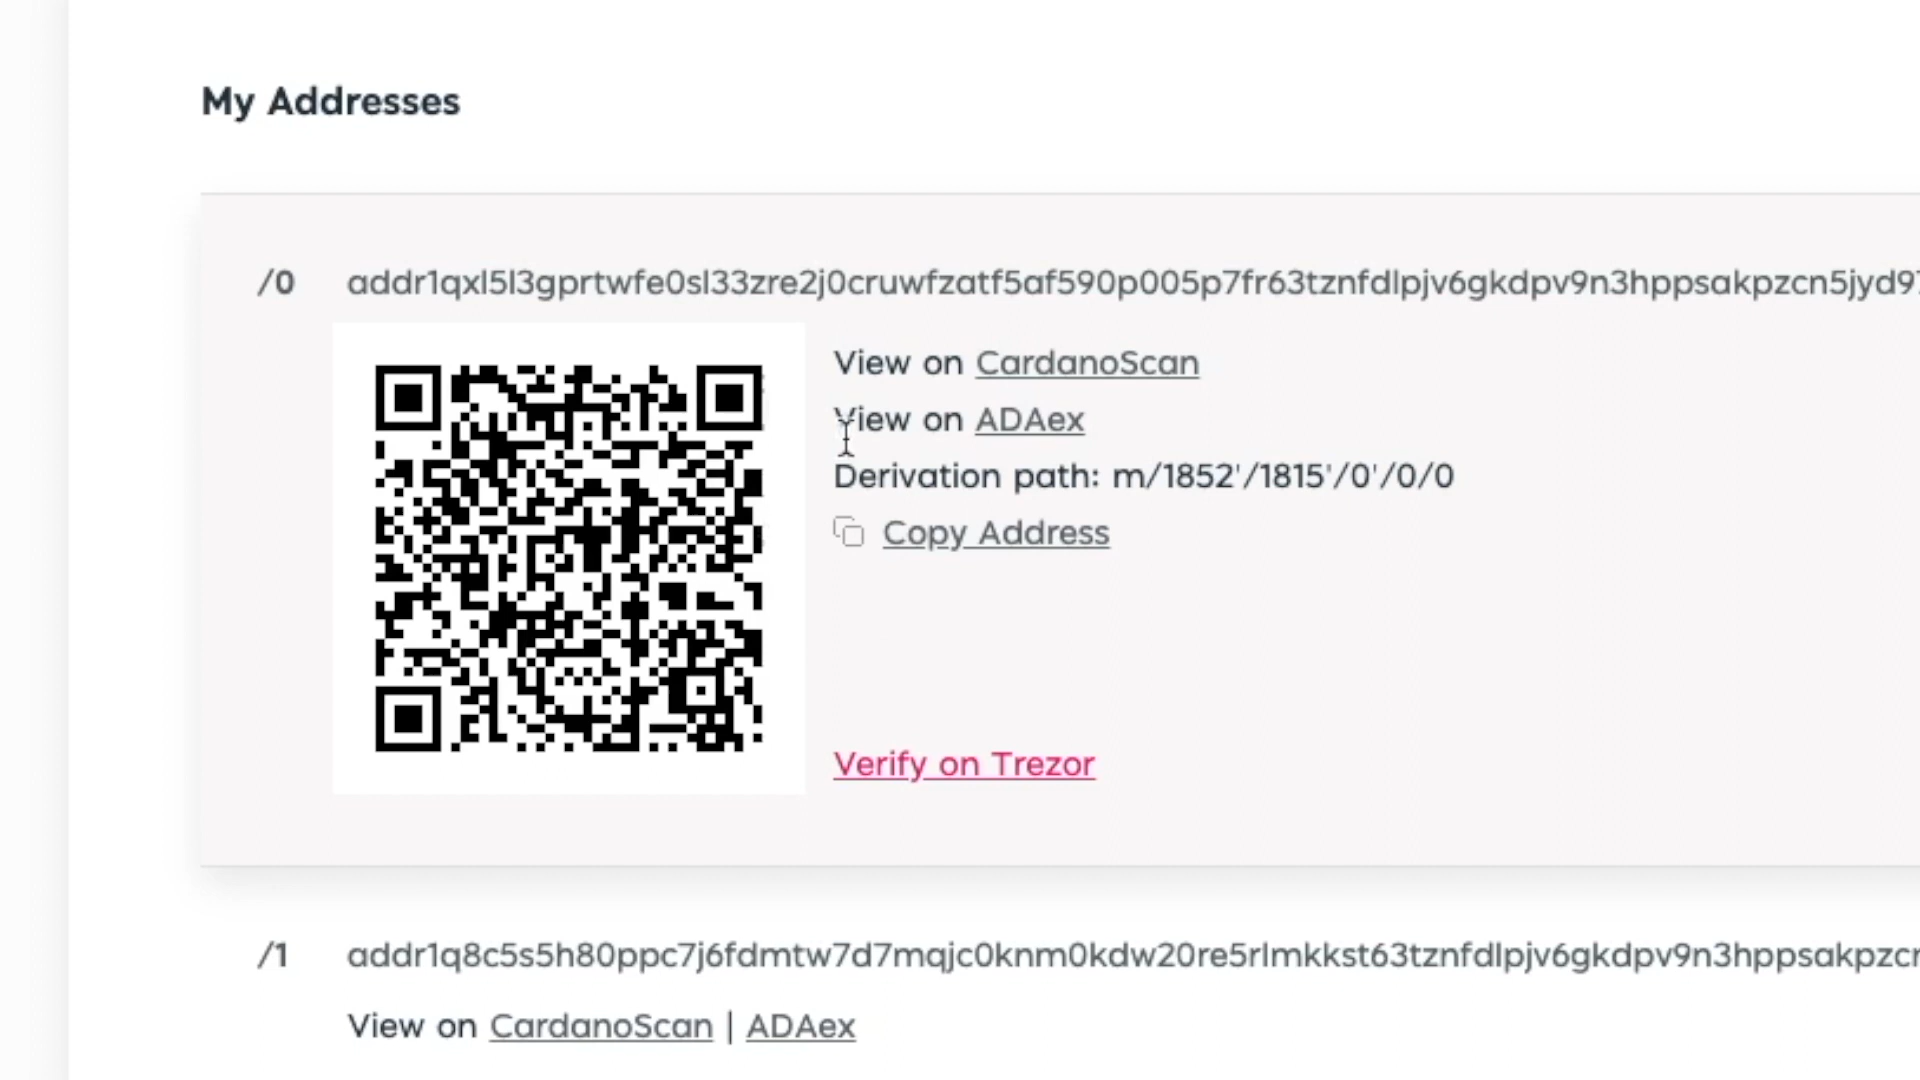 My Addresses
/0 addr1qxl5l3gprtwfe0sl33zre2j0cruwfzatf5af590p005p7fr63tznfdlpjv6gkdpv9n3hppsakpzcn5jyd9
View on CardanoScan
View on ADAex
Derivation path: m/1852'/1815'/0'/0/0
Copy Address
Verify on Trezor
/1 addr1q8c5s5h80ppc7j6fdmtw7d7mqjc0knm0kdw20re5rlmkkst63tznfdlpjv6gkdpv9n3hppsakpzc
View on CardanoScan | ADAex